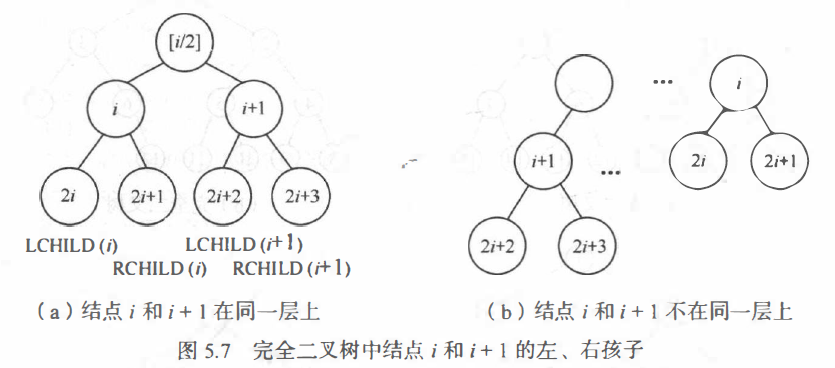 [i/2]
i
i+1
2i
2i+1
2i+2
2i+3
LCHILD (i)
LCHILD (i+1)
RCHILD (i)
RCHILD (i+1)
(a) 结点 i 和 i + 1 在同一层上
...
i
i+1
...
2i
2i+1
2i+2
2i+3
(b) 结点 i 和 i + 1 不在同一层上
图 5.7 完全二叉树中结点 i 和 i + 1 的左、右孩子